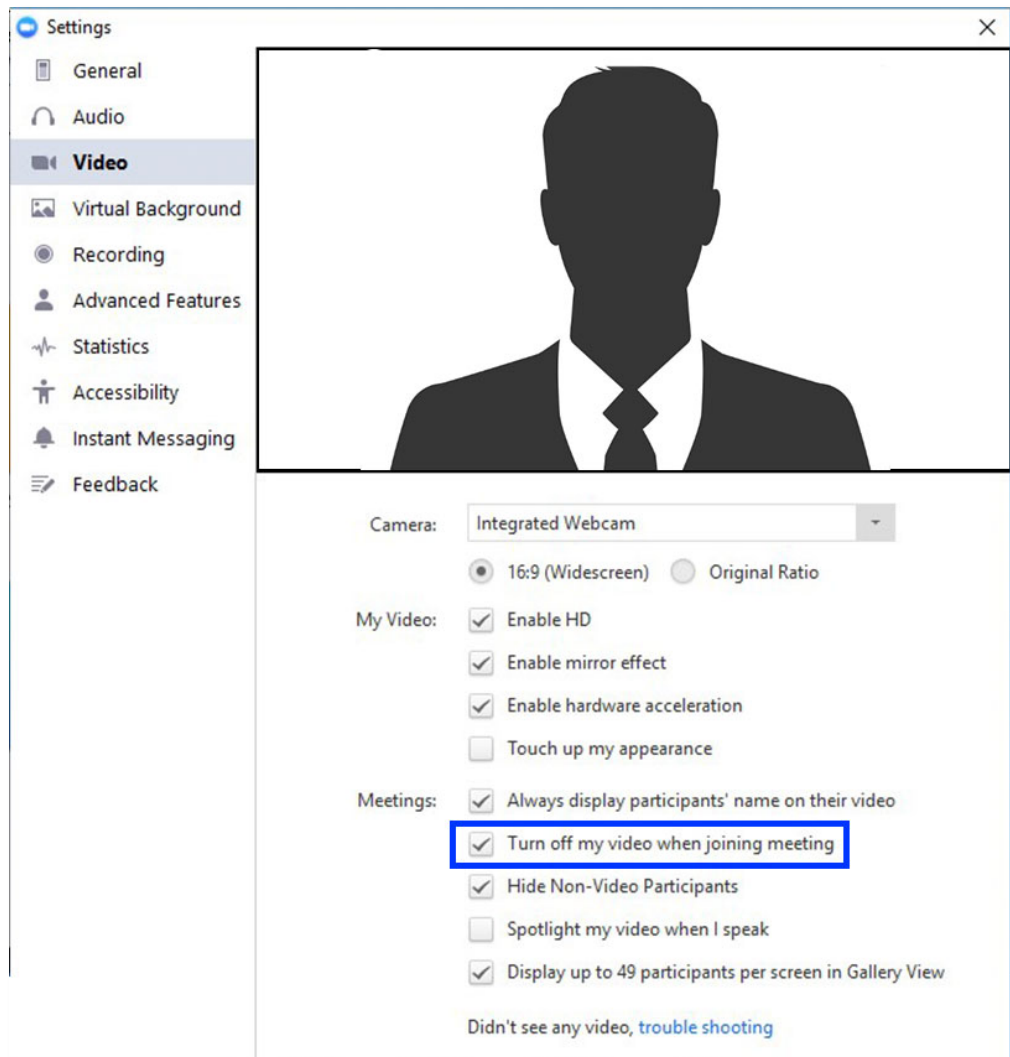 Settings
General
Audio
Video
Virtual Background
Recording
Advanced Features
Statistics
Accessibility
Instant Messaging
Feedback
Camera: Integrated Webcam
16:9 (Widescreen) Original Ratio
My Video: Enable HD
Enable mirror effect
Enable hardware acceleration
Touch up my appearance
Meetings: Always display participants' name on their video
Turn off my video when joining meeting
Hide Non-Video Participants
Spotlight my video when I speak
Display up to 49 participants per screen in Gallery View
Didn't see any video, trouble shooting